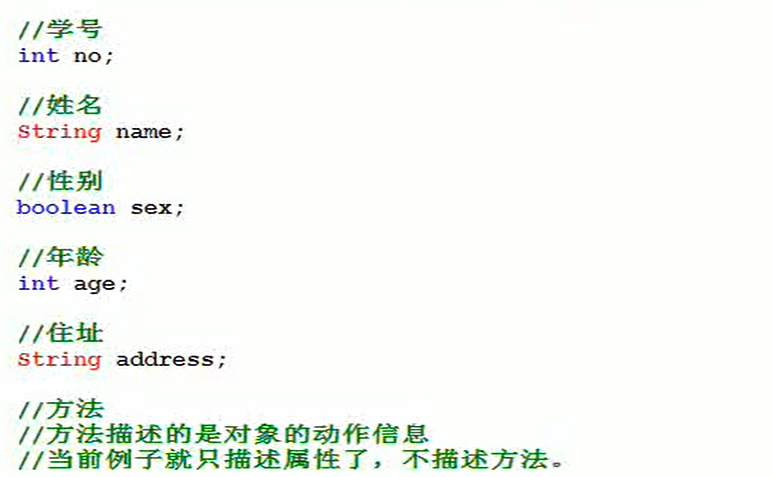 //学号
int no;
//姓名
String name;
//性别
boolean sex;
//年龄
int age;
//住址
String address;
//方法
//方法描述的是对象的动作信息
//当前例子就只描述属性了，不描述方法。